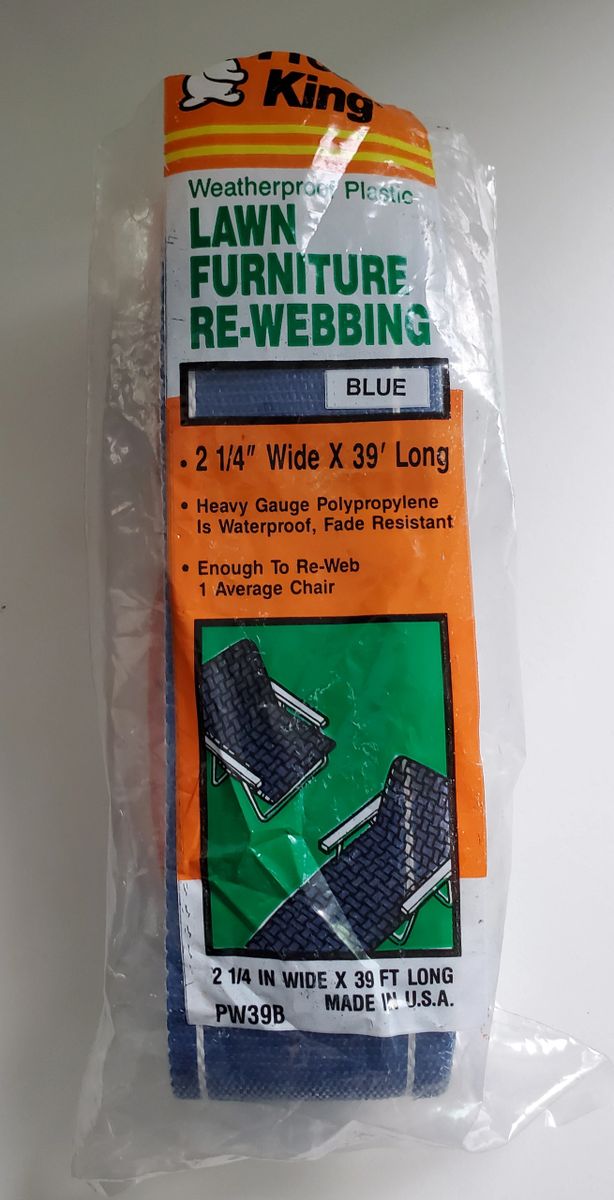 King
Weatherproof Plastic
LAWN
FURNITURE
RE-WEBBING
BLUE
• 2 1/4" Wide X 39' Long
• Heavy Gauge Polypropylene
Is Waterproof, Fade Resistant
• Enough To Re-Web
1 Average Chair
2 1/4 IN WIDE X 39 FT LONG
MADE IN U.S.A.
PW39B